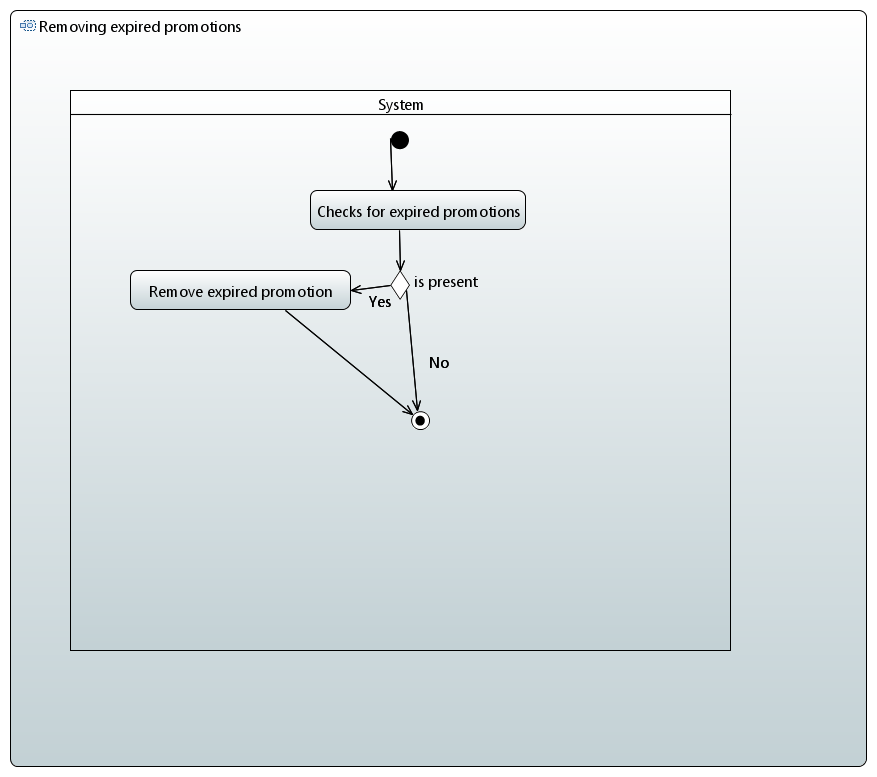 Removing expired promotions
System
Checks for expired promotions
is present
Remove expired promotion
Yes
No